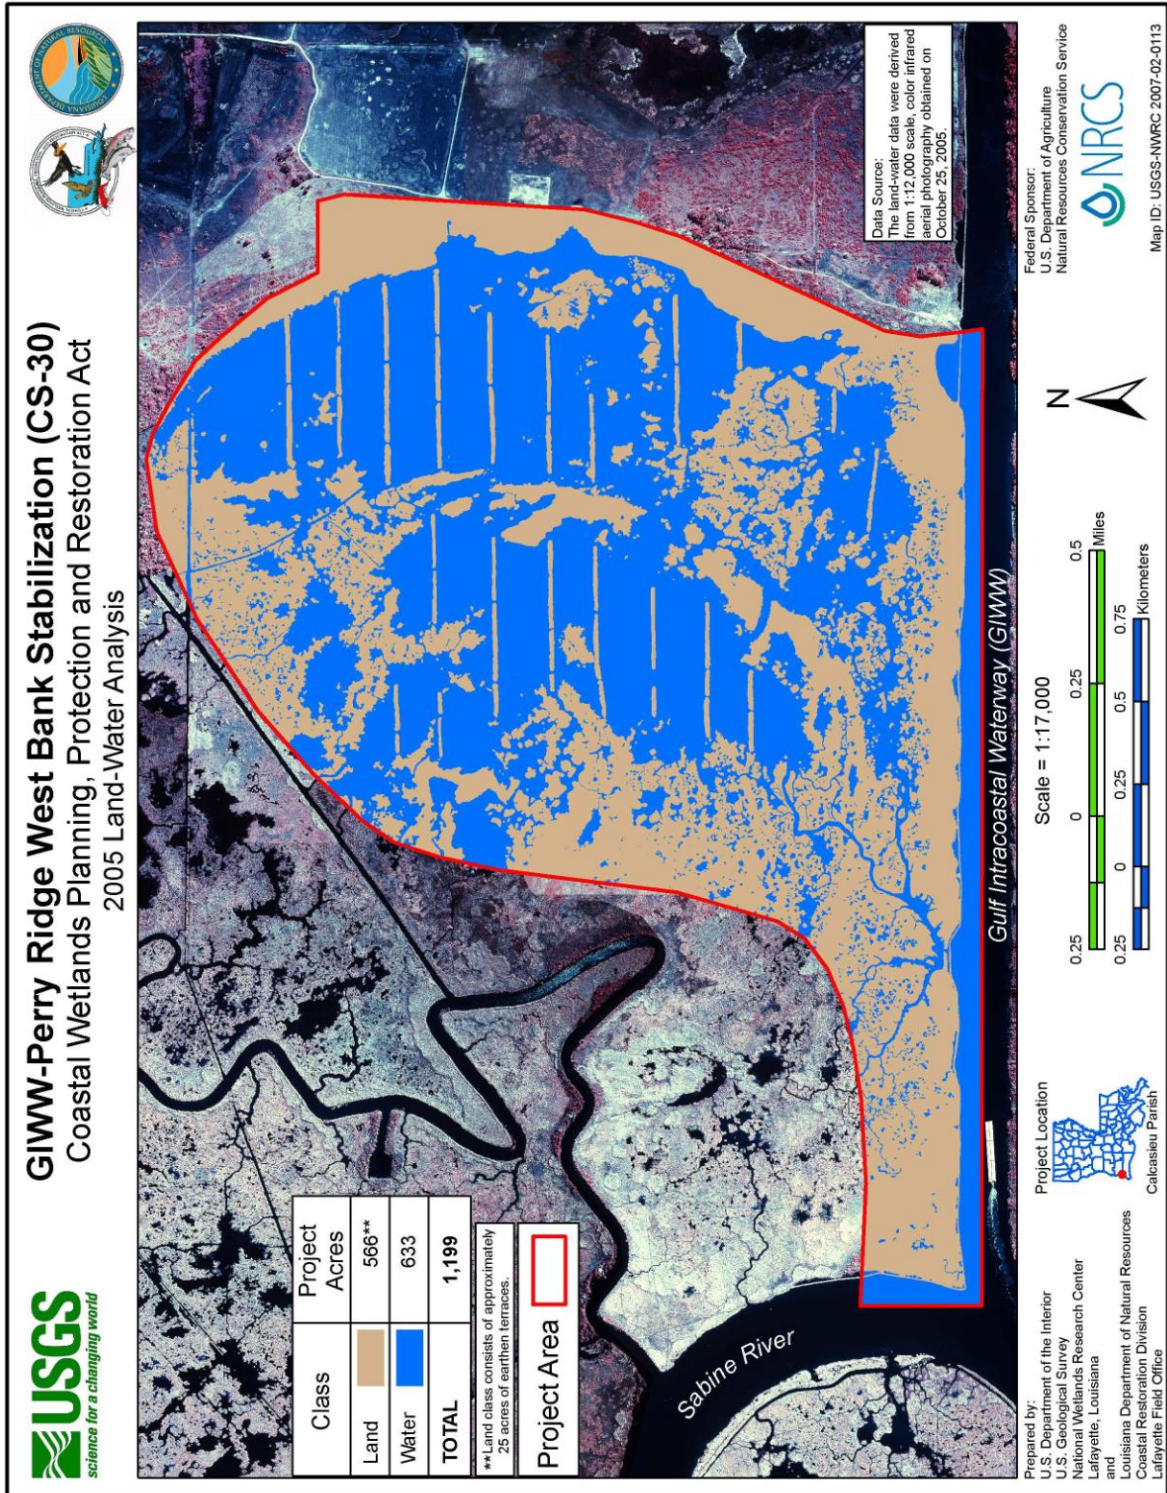 USGS
science for a changing world
GIWW-Perry Ridge West Bank Stabilization (CS-30)
Coastal Wetlands Planning, Protection and Restoration Act
2005 Land-Water Analysis
LOUISIANA DEPARTMENT OF NATURAL RESOURCES
Class
Project
Acres
Land
566**
Water
633
TOTAL
1,199
**Land class consists of approximately
25 acres of earthen terraces.
Project Area
Sabine River
Gulf Intracoastal Waterway (GIWW)
Data Source:
The land-water data were derived
from 1:12,000 scale, color infrared
aerial photography obtained on
October 25, 2005.
Prepared by:
U.S. Department of the Interior
U.S. Geological Survey
National Wetlands Research Center
Lafayette, Louisiana
and
Louisiana Department of Natural Resources
Coastal Restoration Division
Lafayette Field Office
Project Location
Calcasieu Parish
Scale = 1:17,000
0.25 0 0.25 0.5
Miles
0.25 0 0.25 0.5 0.75
Kilometers
N
Federal Sponsor:
U.S. Department of Agriculture
Natural Resources Conservation Service
NRCS
Map ID: USGS-NWRC 2007-02-0113